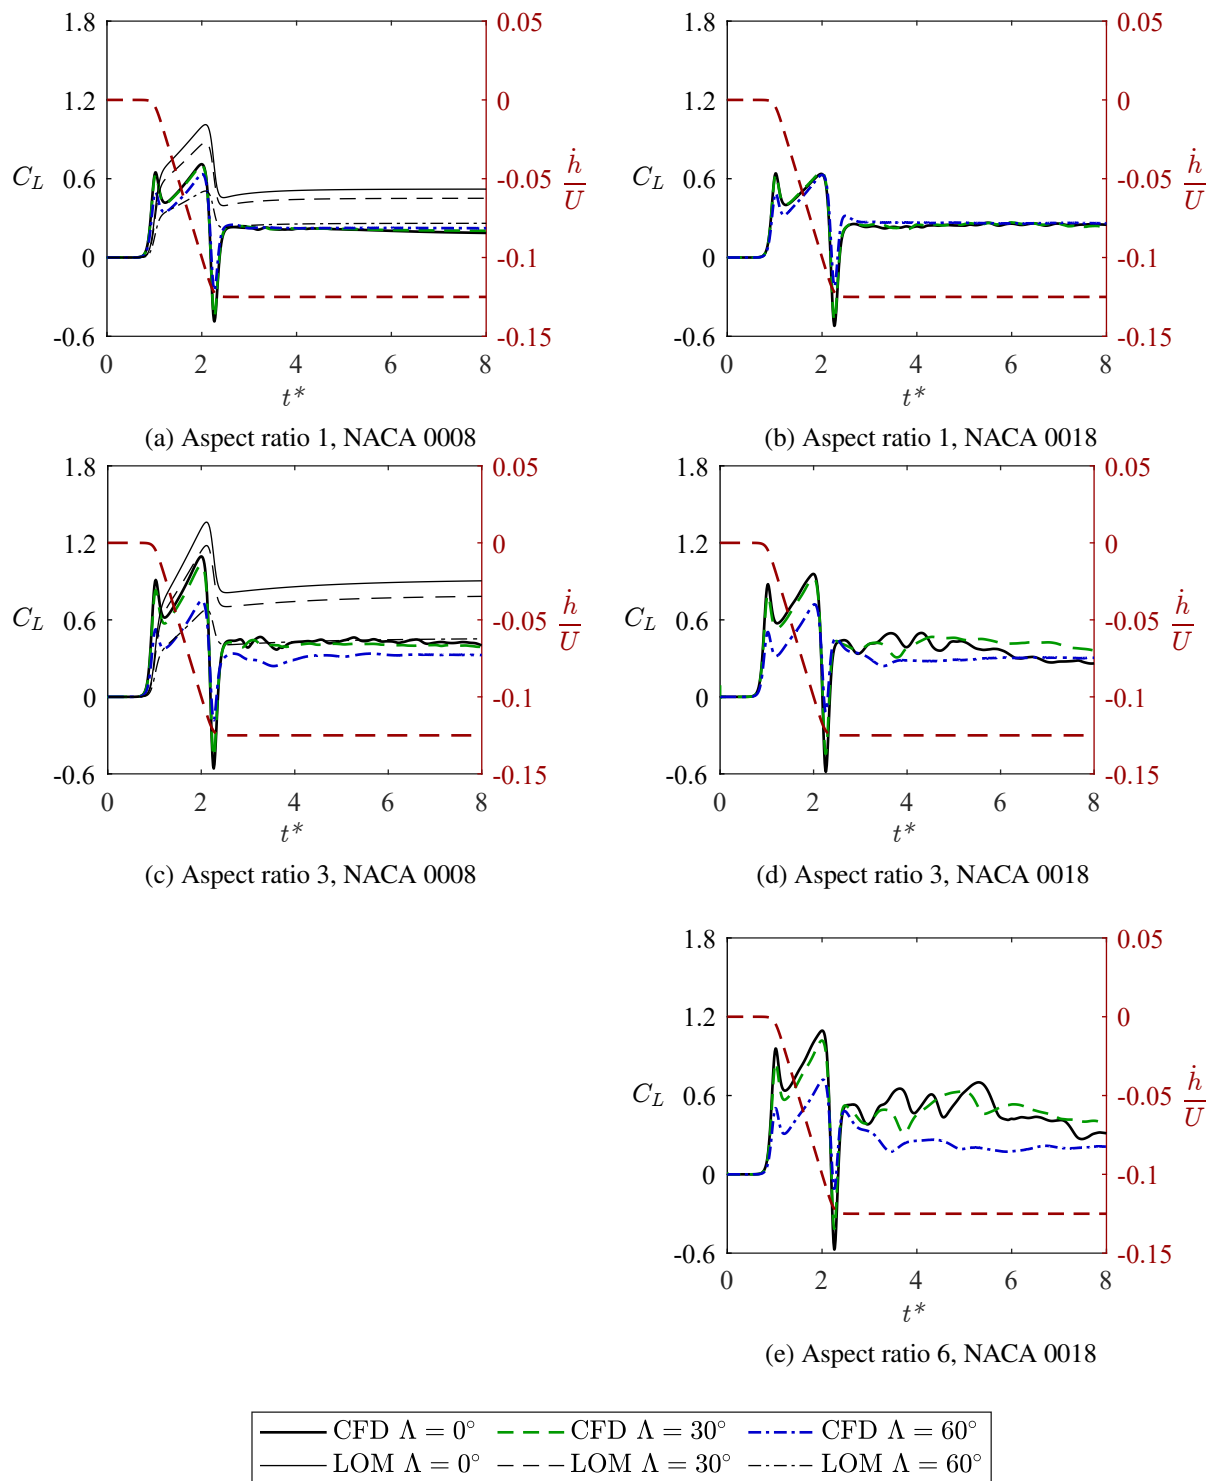 1.8
1.2
0.6
0
-0.6
C_L
0.05
0
-0.05
-0.1
-0.15
ḣ/U
0 2 4 6 8
t*
(a) Aspect ratio 1, NACA 0008
1.8
1.2
0.6
0
-0.6
C_L
0.05
0
-0.05
-0.1
-0.15
ḣ/U
0 2 4 6 8
t*
(b) Aspect ratio 1, NACA 0018
1.8
1.2
0.6
0
-0.6
C_L
0.05
0
-0.05
-0.1
-0.15
ḣ/U
0 2 4 6 8
t*
(c) Aspect ratio 3, NACA 0008
1.8
1.2
0.6
0
-0.6
C_L
0.05
0
-0.05
-0.1
-0.15
ḣ/U
0 2 4 6 8
t*
(d) Aspect ratio 3, NACA 0018
1.8
1.2
0.6
0
-0.6
C_L
0.05
0
-0.05
-0.1
-0.15
ḣ/U
0 2 4 6 8
t*
(e) Aspect ratio 6, NACA 0018
CFD Λ = 0° CFD Λ = 30° CFD Λ = 60°
LOM Λ = 0° LOM Λ = 30° LOM Λ = 60°